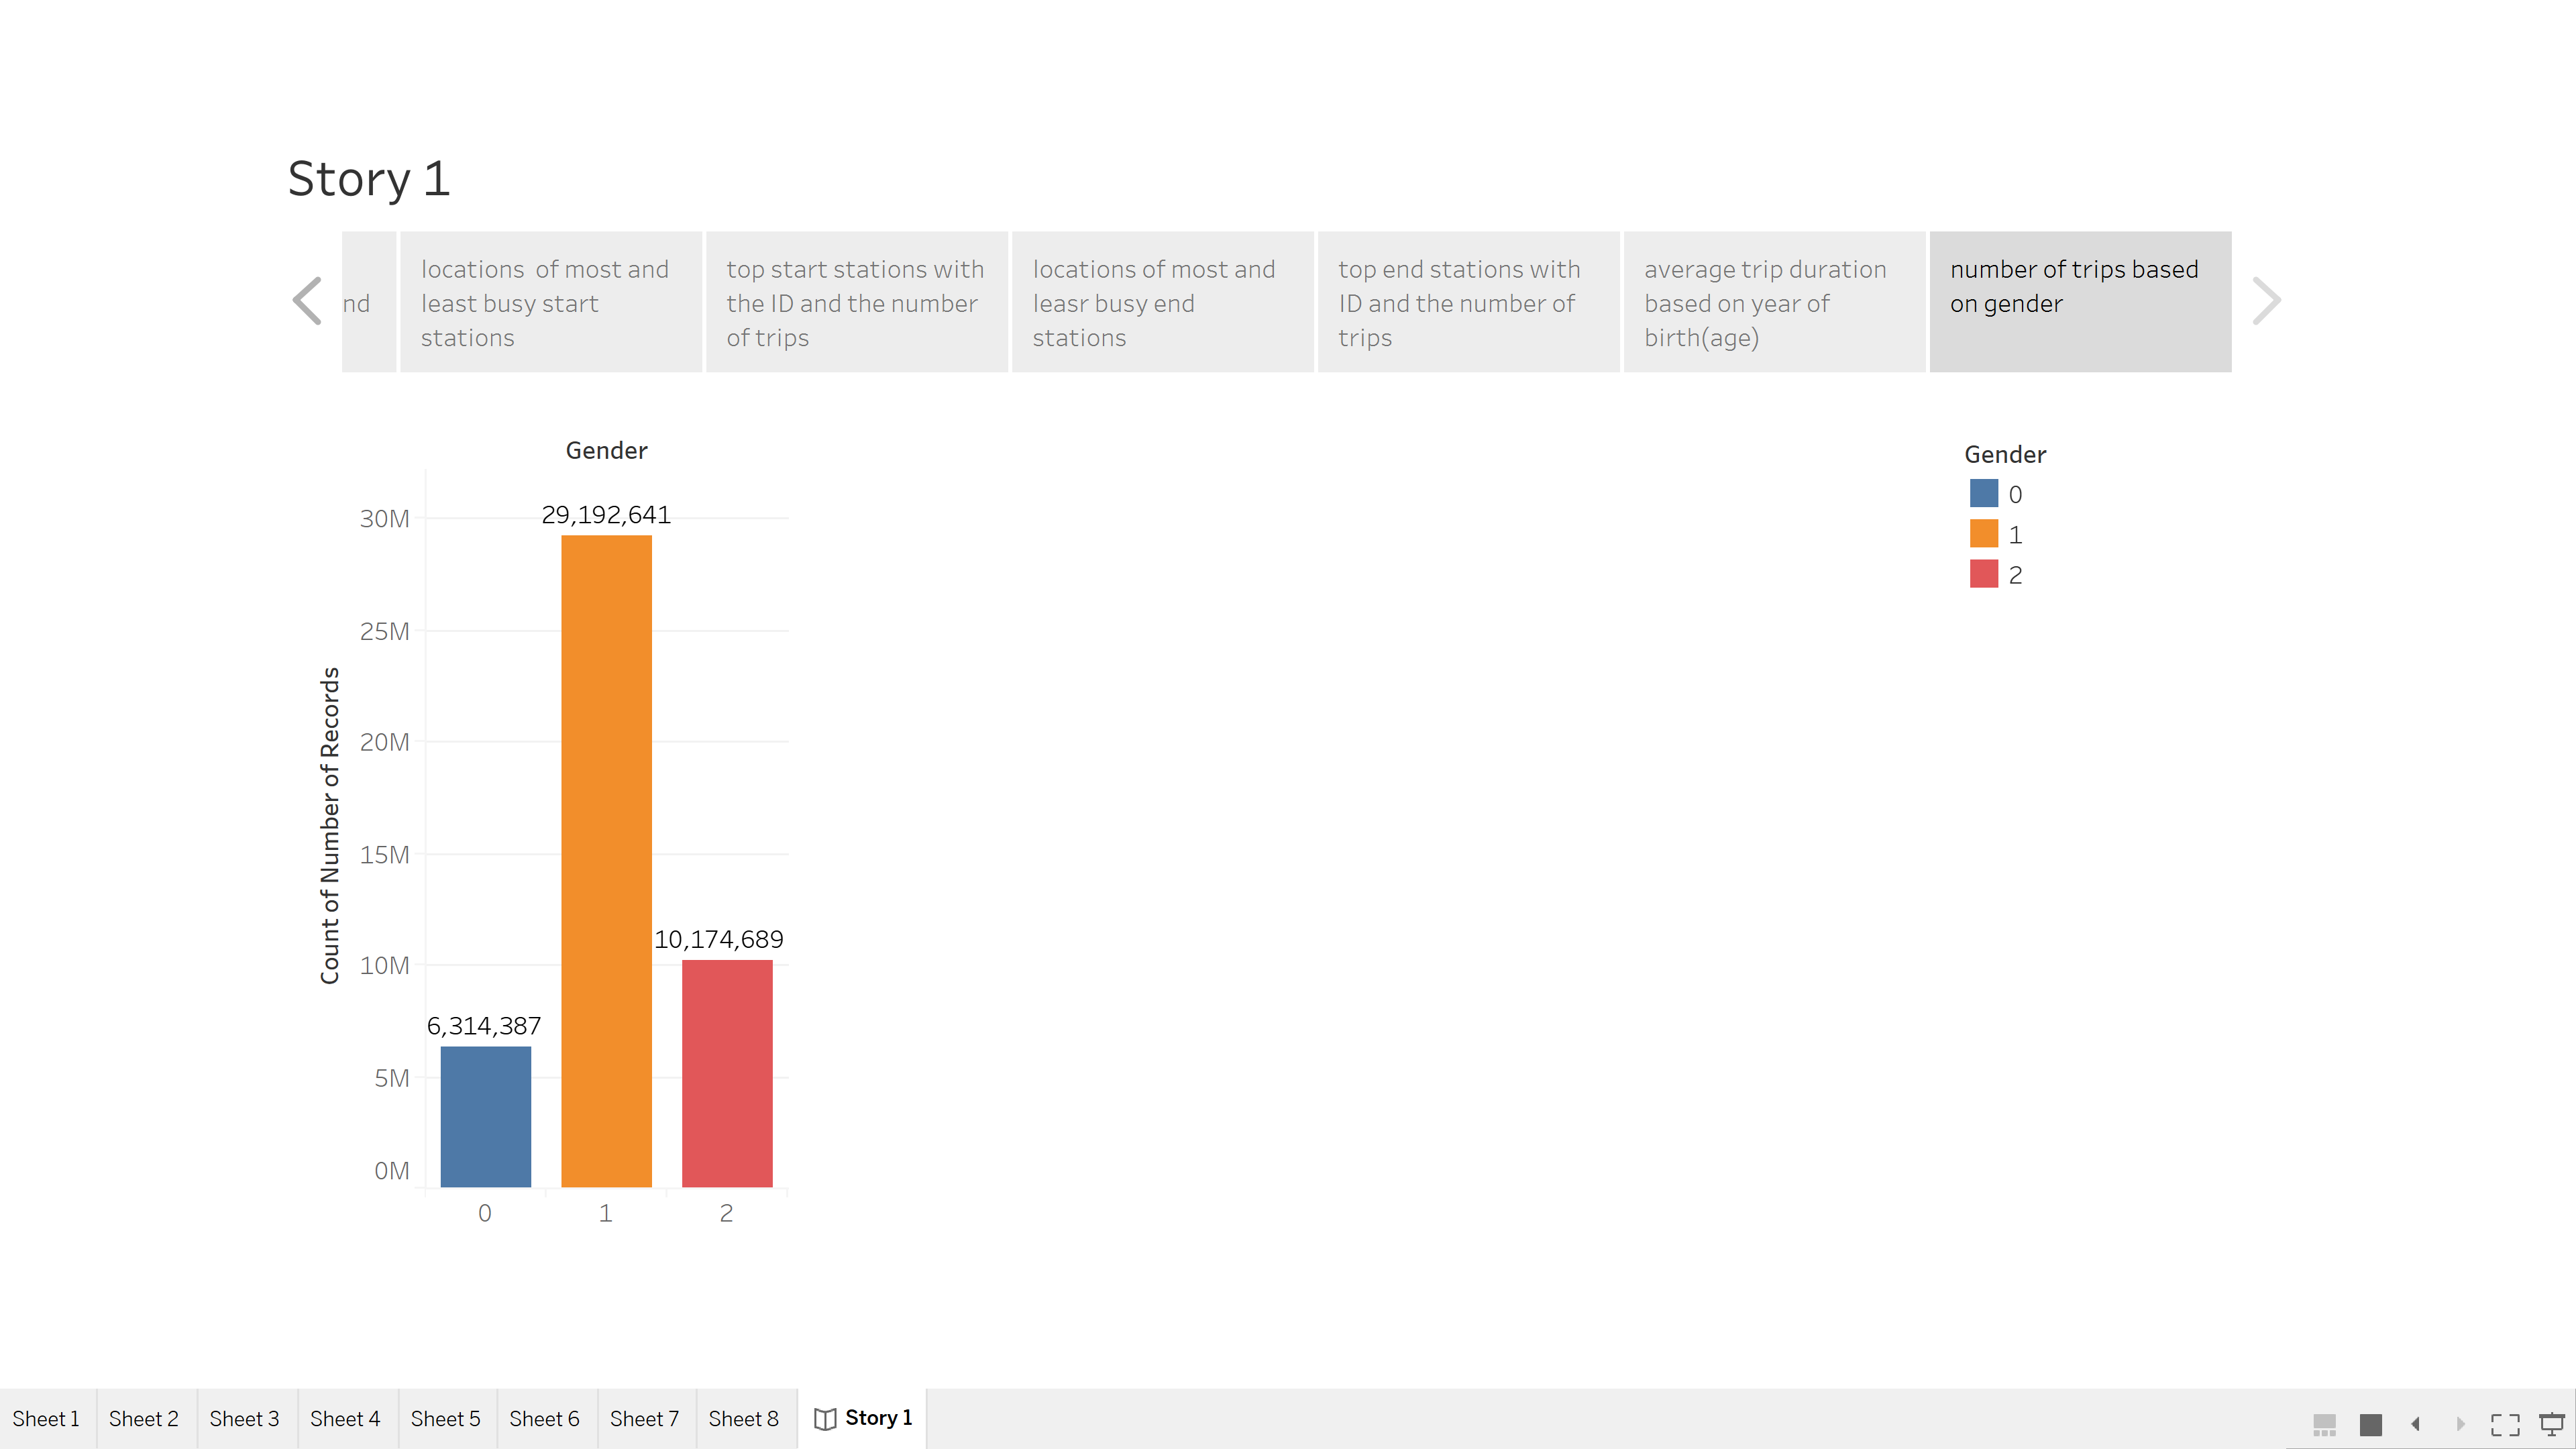 Story 1
nd
locations  of most and
least busy start
stations
top start stations with
the ID and the number
of trips
locations of most and
leasr busy end
stations
top end stations with
ID and the number of
trips
average trip duration
based on year of
birth(age)
number of trips based
on gender
Gender
Count of Number of Records
30M
25M
20M
15M
10M
5M
0M
29,192,641
10,174,689
6,314,387
0
1
2
Gender
0
1
2
Sheet 1
Sheet 2
Sheet 3
Sheet 4
Sheet 5
Sheet 6
Sheet 7
Sheet 8
Story 1